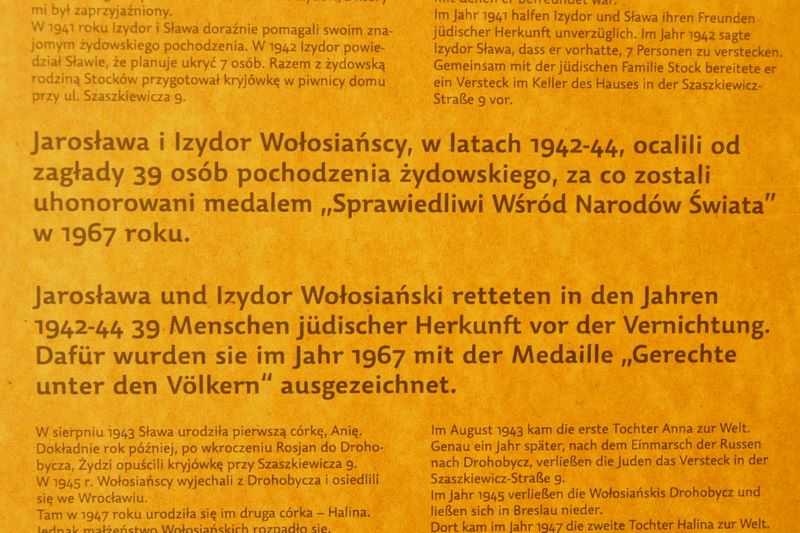 mi był zaprzyjaźniony.
W 1941 roku Izydor i Sława doraźnie pomagali swoim zna-
jomym żydowskiego pochodzenia. W 1942 Izydor powie-
dział Sławie, że planuje ukryć 7 osób. Razem z żydowską
rodziną Stocków przygotował kryjówkę w piwnicy domu
przy ul. Szaszkiewicza 9.
Im Jahr 1941 halfen Izydor und Sława ihren Freunden
jüdischer Herkunft unverzüglich. Im Jahr 1942 sagte
Izydor Sława, dass er vorhatte, 7 Personen zu verstecken.
Gemeinsam mit der jüdischen Familie Stock bereitete er
ein Versteck im Keller des Hauses in der Szaszkiewicz-
Straße 9 vor.
Jarosława i Izydor Wołosiańscy, w latach 1942-44, ocalili od
zagłady 39 osób pochodzenia żydowskiego, za co zostali
uhonorowani medalem „Sprawiedliwi Wśród Narodów Świata”
w 1967 roku.
Jarosława und Izydor Wołosiański retteten in den Jahren
1942-44 39 Menschen jüdischer Herkunft vor der Vernichtung.
Dafür wurden sie im Jahr 1967 mit der Medaille „Gerechte
unter den Völkern“ ausgezeichnet.
W sierpniu 1943 Sława urodziła pierwszą córkę, Anię.
Dokładnie rok później, po wkroczeniu Rosjan do Droho-
bycza, Żydzi opuścili kryjówkę przy Szaszkiewicza 9.
W 1945 r. Wołosiańscy wyjechali z Drohobycza i osiedlili
się we Wrocławiu.
Tam w 1947 roku urodziła się im druga córka – Halina.
Jednak małżeństwo Wołosiańskich rozpadło się.
Im August 1943 kam die erste Tochter Anna zur Welt.
Genau ein Jahr später, nach dem Einmarsch der Russen
nach Drohobycz, verließen die Juden das Versteck in der
Szaszkiewicz-Straße 9.
Im Jahr 1945 verließen die Wołosiańskis Drohobycz und
ließen sich in Breslau nieder.
Dort kam im Jahr 1947 die zweite Tochter Halina zur Welt.